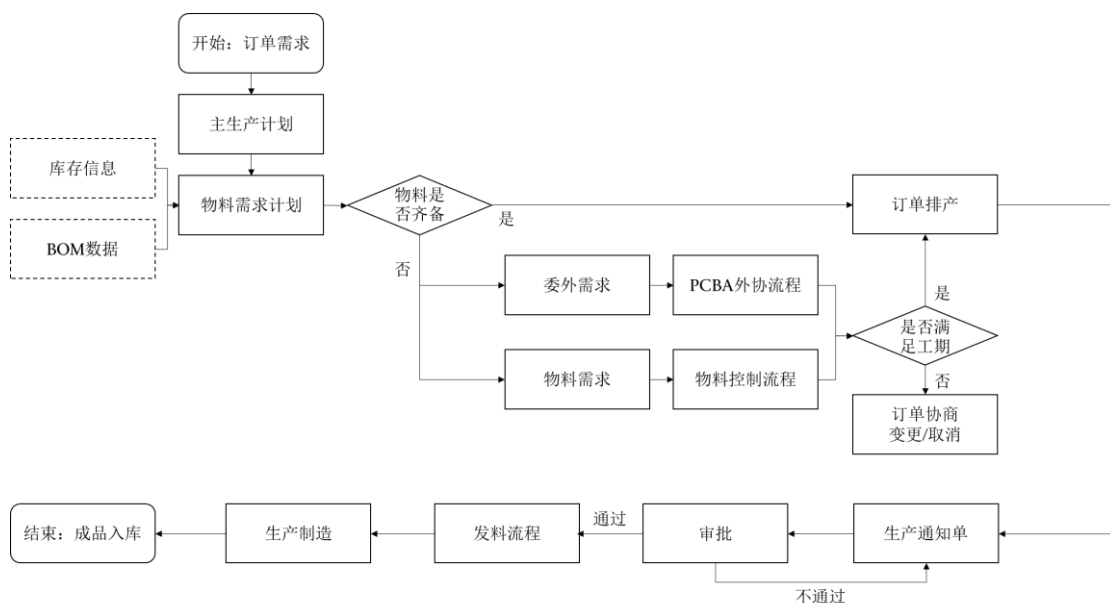 开始：订单需求
主生产计划
库存信息
BOM数据
物料需求计划
物料是
否齐备
是
订单排产
否
委外需求
PCBA外协流程
物料需求
物料控制流程
是
是否满
足工期
否
订单协商
变更/取消
结束：成品入库
生产制造
发料流程
通过
审批
生产通知单
不通过